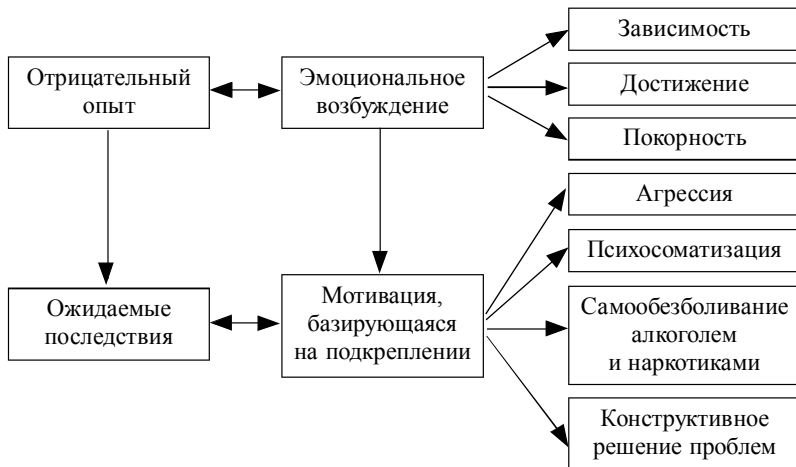 Отрицательный
опыт
Эмоциональное
возбуждение
Зависимость
Достижение
Покорность
Ожидаемые
последствия
Мотивация,
базирующаяся
на подкреплении
Агрессия
Психосоматизация
Самообезболивание
алкоголем
и наркотиками
Конструктивное
решение проблем